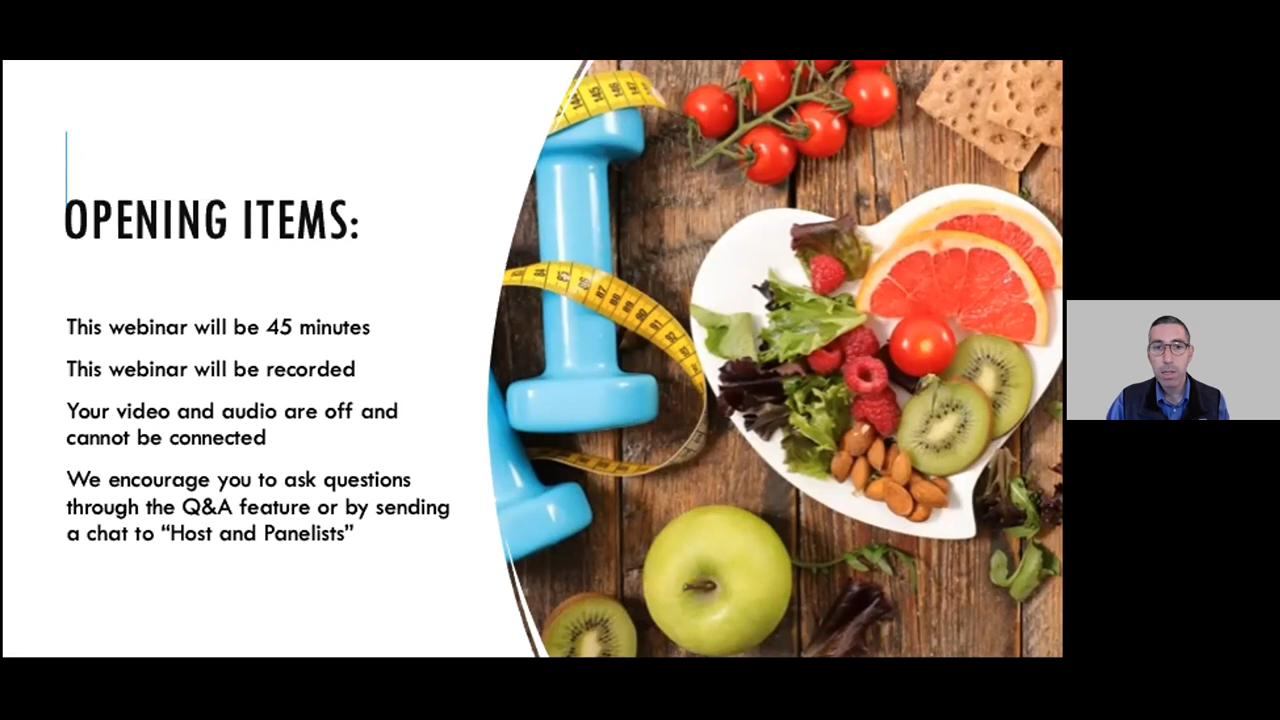 OPENING ITEMS:
This webinar will be 45 minutes
This webinar will be recorded
Your video and audio are off and
cannot be connected
We encourage you to ask questions
through the Q&A feature or by sending
a chat to “Host and Panelists”